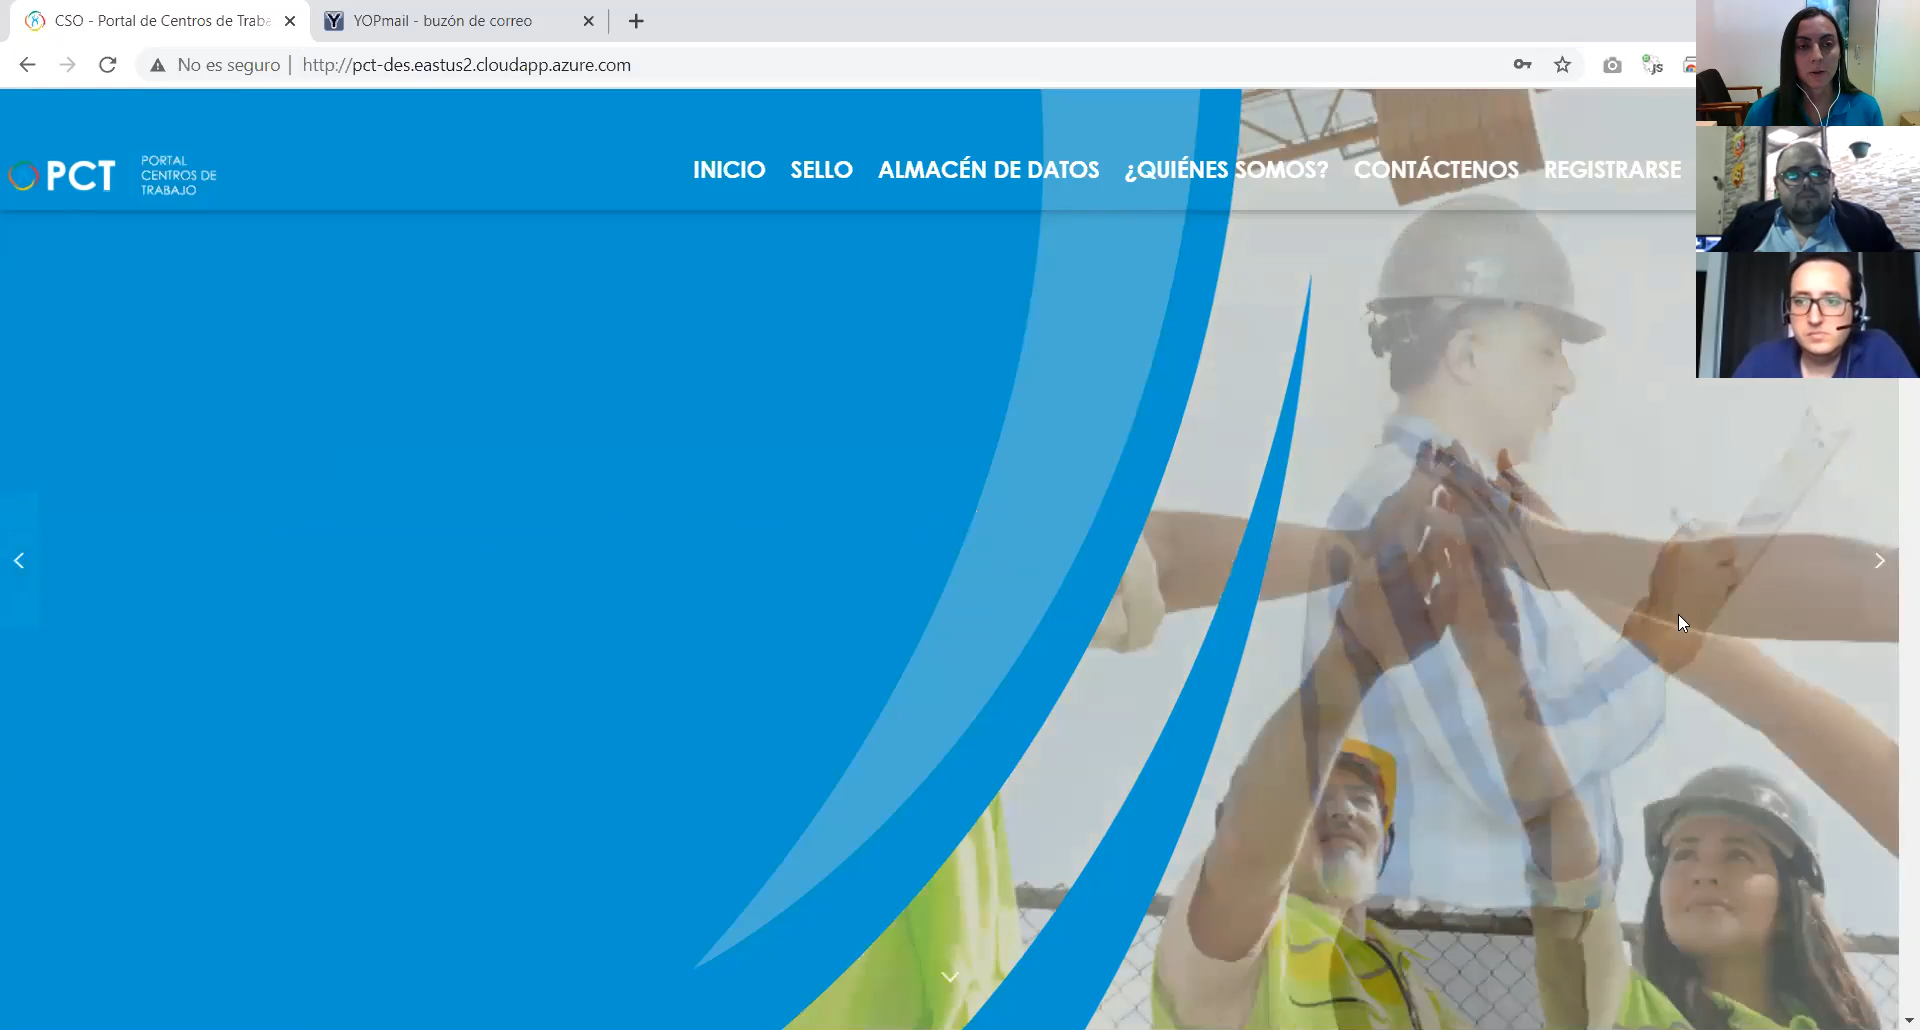 CSO - Portal de Centros de Traba
YOPmail - buzón de correo
No es seguro | http://pct-des.eastus2.cloudapp.azure.com
JS
PCT
PORTAL
CENTROS DE
TRABAJO
INICIO SELLO ALMACÉN DE DATOS ¿QUIÉNES SOMOS? CONTÁCTENOS REGISTRARSE